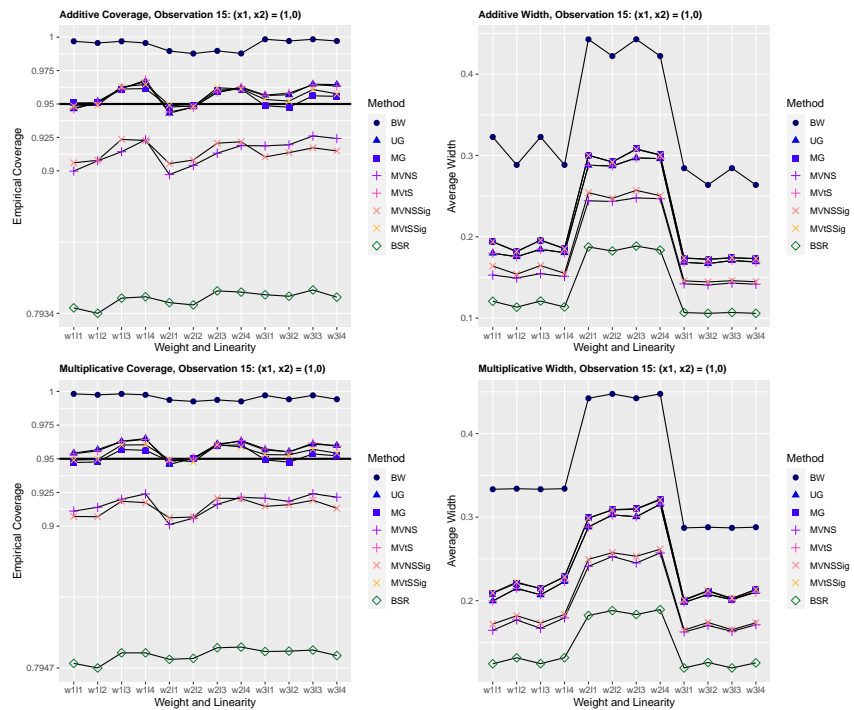 Additive Coverage, Observation 15: (x1, x2) = (1,0)
1
0.975
0.95
0.925
0.9
0.7934
Empirical Coverage
w1l1 w1l2 w1l3 w1l4 w2l1 w2l2 w2l3 w2l4 w3l1 w3l2 w3l3 w3l4
Weight and Linearity
Method
BW
UG
MG
MVNS
MVtS
MVNSSig
MVtSSig
BSR
Additive Width, Observation 15: (x1, x2) = (1,0)
0.4
0.3
0.2
0.1
Average Width
w1l1 w1l2 w1l3 w1l4 w2l1 w2l2 w2l3 w2l4 w3l1 w3l2 w3l3 w3l4
Weight and Linearity
Method
BW
UG
MG
MVNS
MVtS
MVNSSig
MVtSSig
BSR
Multiplicative Coverage, Observation 15: (x1, x2) = (1,0)
1
0.975
0.95
0.925
0.9
0.7947
Empirical Coverage
w1l1 w1l2 w1l3 w1l4 w2l1 w2l2 w2l3 w2l4 w3l1 w3l2 w3l3 w3l4
Weight and Linearity
Method
BW
UG
MG
MVNS
MVtS
MVNSSig
MVtSSig
BSR
Multiplicative Width, Observation 15: (x1, x2) = (1,0)
0.4
0.3
0.2
Average Width
w1l1 w1l2 w1l3 w1l4 w2l1 w2l2 w2l3 w2l4 w3l1 w3l2 w3l3 w3l4
Weight and Linearity
Method
BW
UG
MG
MVNS
MVtS
MVNSSig
MVtSSig
BSR